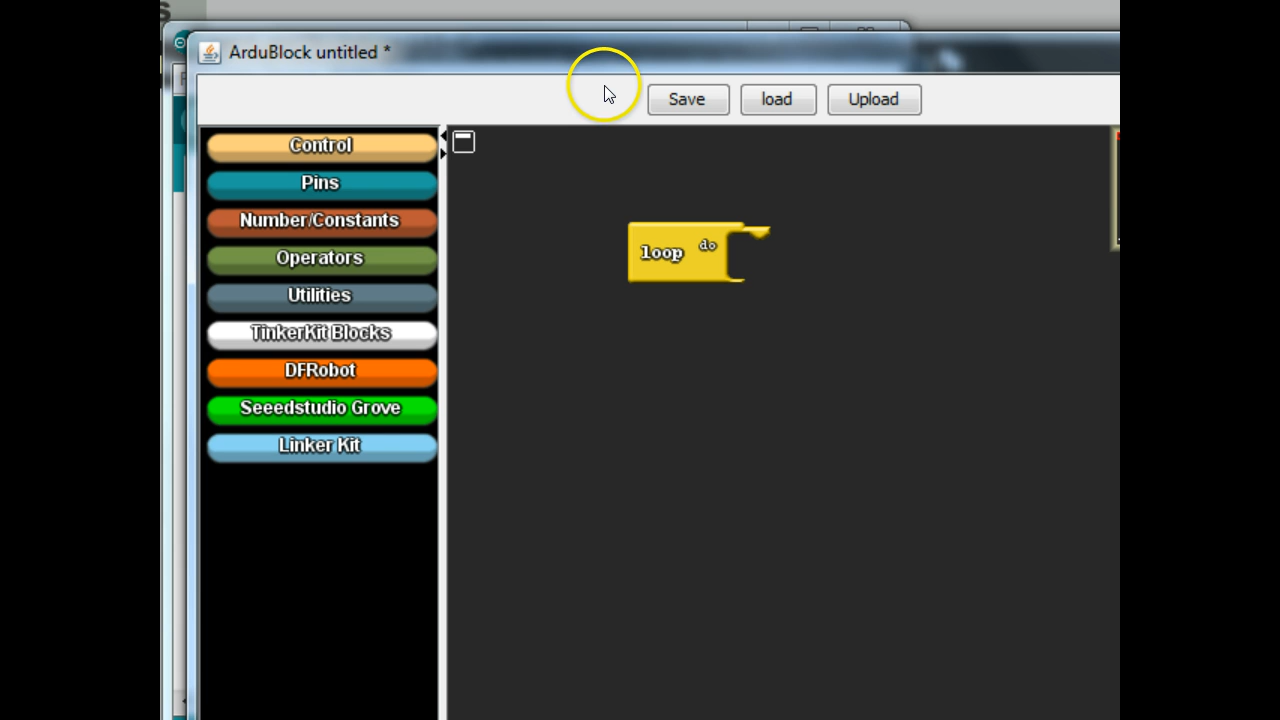 ArduBlock untitled *
Save load Upload
Control
Pins
Number/Constants
Operators
Utilities
TinkerKit Blocks
DFRobot
Seeedstudio Grove
Linker Kit
loop do